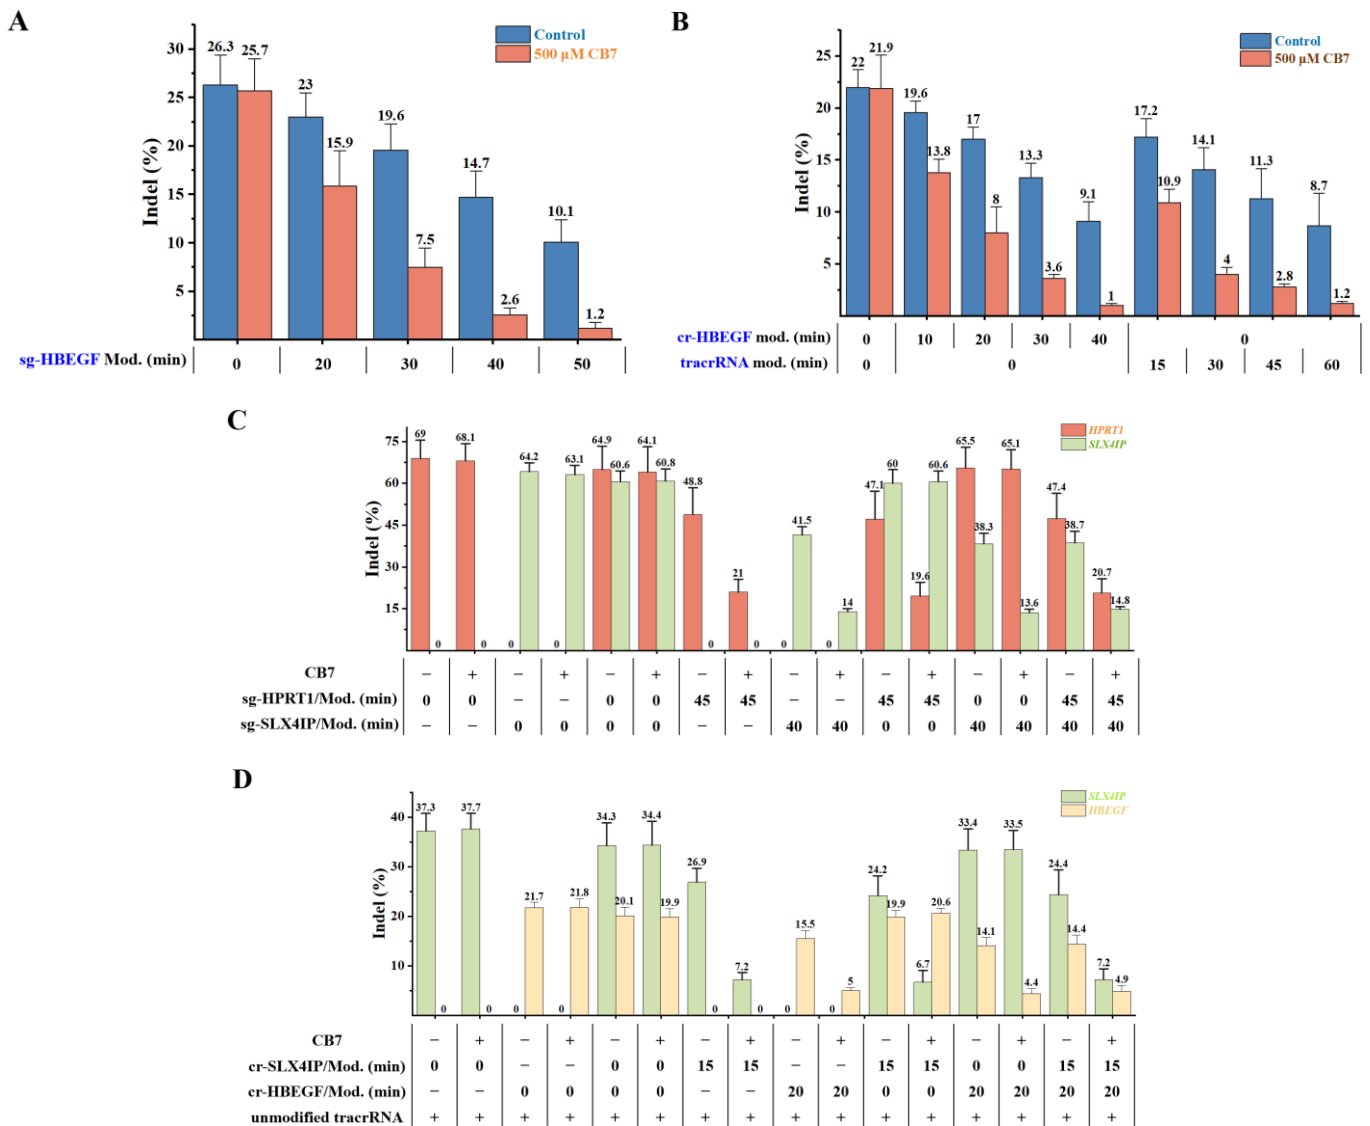 A
Control
500 μM CB7
Indel (%)
30
25
20
15
10
5
26.3 25.7 23 15.9 19.6 7.5 14.7 2.6 10.1 1.2
sg-HBEGF Mod. (min) 0 20 30 40 50
B
Control
500 μM CB7
Indel (%)
25
20
15
10
5
22 21.9 19.6 13.8 17 8 13.3 3.6 9.1 1 17.2 10.9 14.1 4 11.3 2.8 8.7 1.2
cr-HBEGF mod. (min) 0 10 20 30 40 0
tracrRNA mod. (min) 0 0 15 30 45 60
C
HPRT1
SLX4IP
Indel (%)
75
60
45
30
15
69 0 68.1 0 0 64.2 0 63.1 64.9 60.6 64.1 60.8 48.8 0 21 0 0 41.5 0 14 47.1 60 19.6 60.6 65.5 38.3 65.1 13.6 47.4 38.7 20.7 14.8
CB7 − + − + − + − + − + − + − + − +
sg-HPRT1/Mod. (min) 0 0 − − 0 0 45 45 − − 45 45 0 0 45 45
sg-SLX4IP/Mod. (min) − − 0 0 0 0 − − 40 40 0 0 40 40 40 40
D
SLX4IP
HBEGF
Indel (%)
40
30
20
10
37.3 0 37.7 0 0 21.7 0 21.8 34.3 20.1 34.4 19.9 26.9 0 7.2 0 0 15.5 0 5 24.2 19.9 6.7 20.6 33.4 14.1 33.5 4.4 24.4 14.4 7.2 4.9
CB7 − + − + − + − + − + − + − + − +
cr-SLX4IP/Mod. (min) 0 0 − − 0 0 15 15 − − 15 15 0 0 15 15
cr-HBEGF/Mod. (min) − − 0 0 0 0 − − 20 20 0 0 20 20 20 20
unmodified tracrRNA + + + + + + + + + + + + + + + +